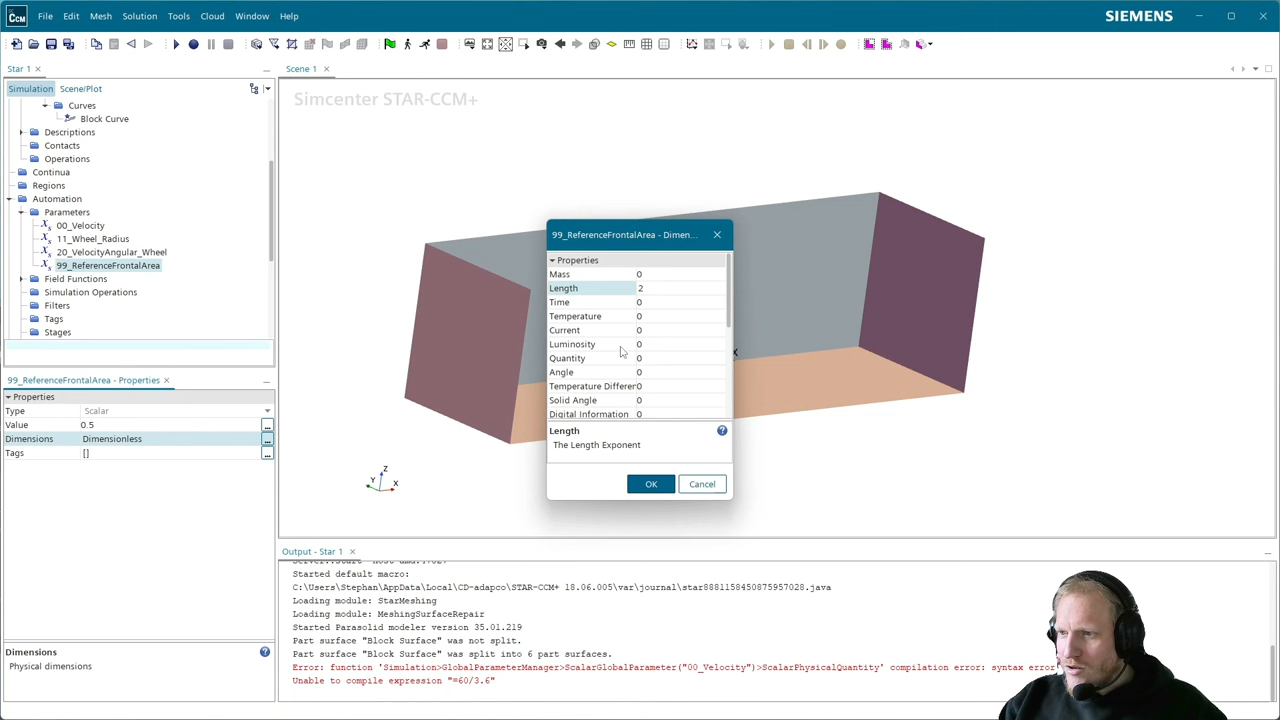 CCM
File Edit Mesh Solution Tools Cloud Window Help
SIEMENS
Star 1
Scene 1
Simulation Scene/Plot
Simcenter STAR-CCM+
Curves
Block Curve
Descriptions
Contacts
Operations
Continua
Regions
Automation
Parameters
00_Velocity
11_Wheel_Radius
20_VelocityAngular_Wheel
99_ReferenceFrontalArea
Field Functions
Simulation Operations
Filters
Tags
Stages
99_ReferenceFrontalArea - Properties
Properties
Type Scalar
Value 0.5 ...
Dimensions Dimensionless ...
Tags [] ...
Dimensions
Physical dimensions
99_ReferenceFrontalArea - Dimen...
Properties
Mass 0
Length 2
Time 0
Temperature 0
Current 0
Luminosity 0
Quantity 0
Angle 0
Temperature Differen 0
Solid Angle 0
Digital Information 0
Length
The Length Exponent
OK Cancel
X
Z
Y
X
Output - Star 1
Started default macro:
C:\Users\Stephan\AppData\Local\CD-adapco\STAR-CCM+ 18.06.005\var\journal\star8881158450875957028.java
Loading module: StarMeshing
Loading module: MeshingSurfaceRepair
Started Parasolid modeler version 35.01.219
Part surface "Block Surface" was not split.
Part surface "Block Surface" was split into 6 part surfaces.
Error: function 'Simulation>GlobalParameterManager>ScalarGlobalParameter("00_Velocity")>ScalarPhysicalQuantity' compilation error: syntax error
Unable to compile expression "=60/3.6"